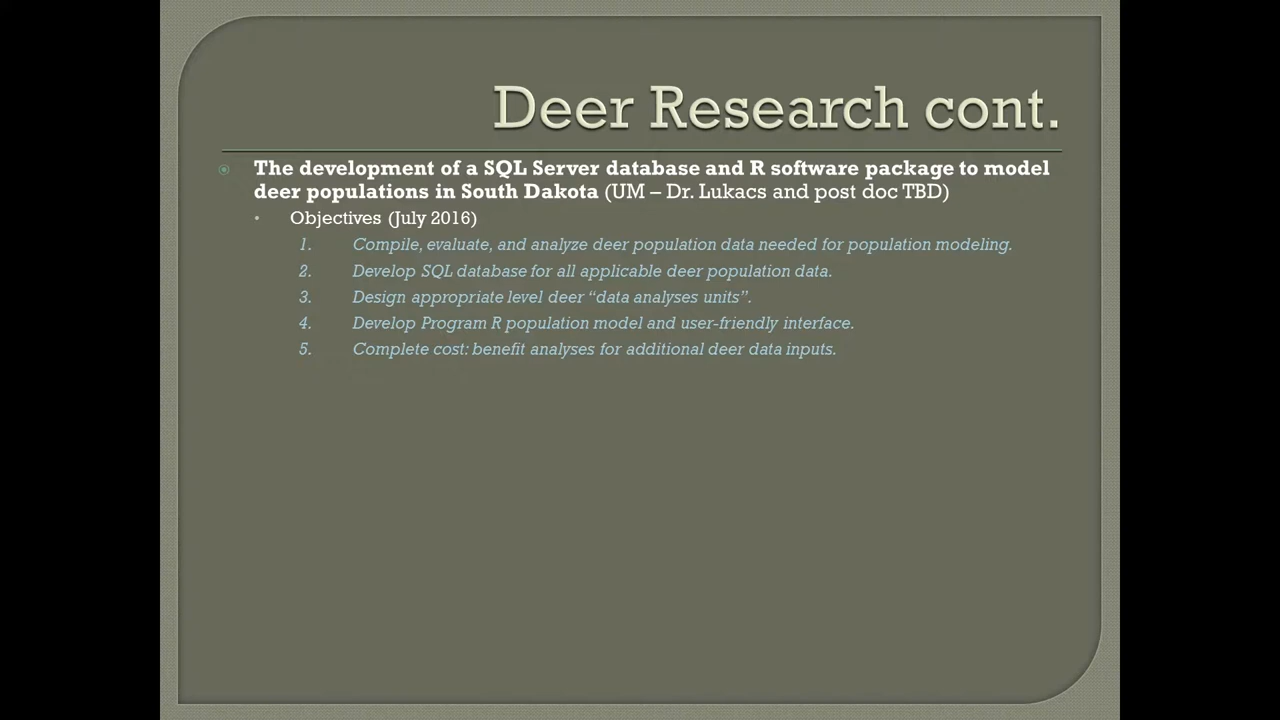 Deer Research cont.
The development of a SQL Server database and R software package to model
deer populations in South Dakota (UM – Dr. Lukacs and post doc TBD)
• Objectives (July 2016)
1. Compile, evaluate, and analyze deer population data needed for population modeling.
2. Develop SQL database for all applicable deer population data.
3. Design appropriate level deer “data analyses units”.
4. Develop Program R population model and user-friendly interface.
5. Complete cost: benefit analyses for additional deer data inputs.